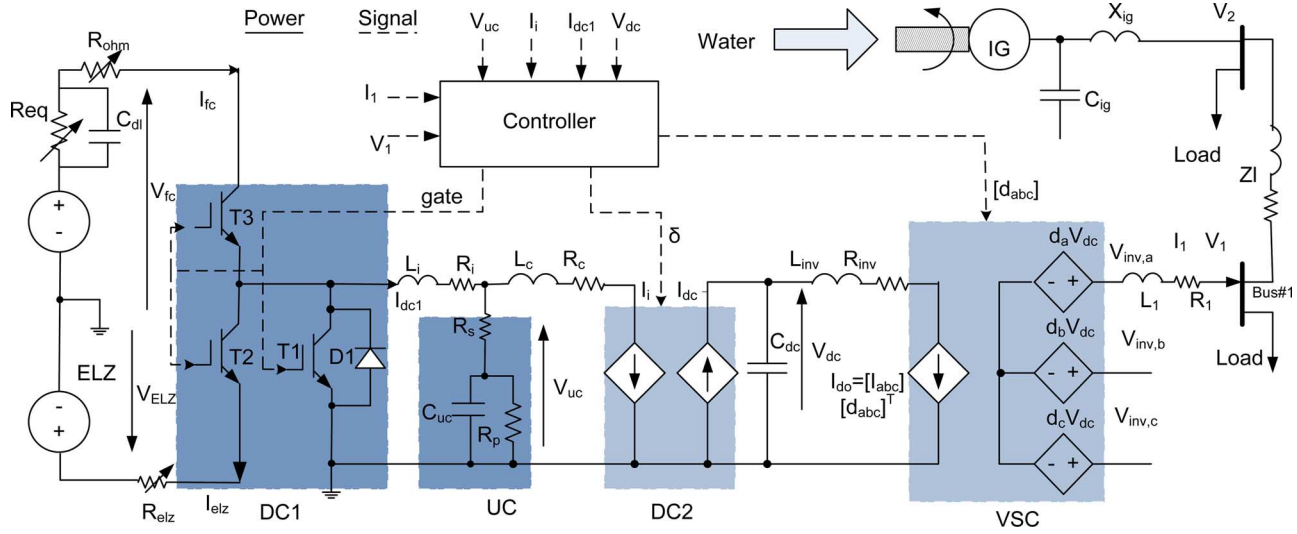 Power
Signal
V_uc
I_i
I_dc1
V_dc
Water
IG
X_ig
V_2
R_ohm
I_fc
I_1
Controller
C_ig
Req
C_dl
V_1
Load
Zl
V_fc
gate
[d_abc]
T3
δ
d_aV_dc
V_inv,a
I_1
V_1
L_i
R_i
L_c
R_c
L_inv
R_inv
I_dc1
I_i
I_dc
L_1
R_1
Bus#1
R_s
d_bV_dc
V_inv,b
ELZ
T2
T1
D1
C_dc
V_dc
Load
V_ELZ
V_uc
I_do=[I_abc]
[d_abc]^T
C_uc
R_p
d_cV_dc
V_inv,c
R_elz
I_elz
DC1
UC
DC2
VSC
+
-
-
+
- +
- +
- +